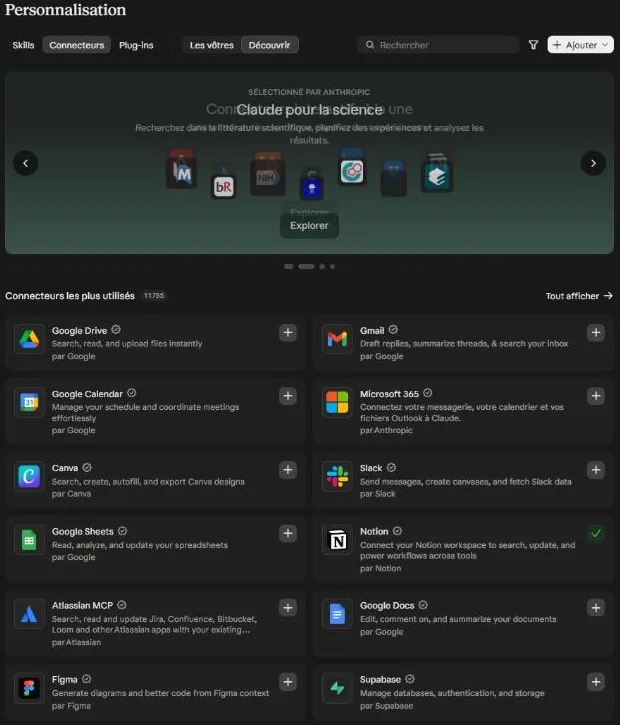 Personnalisation
Skills
Connecteurs
Plug-ins
Les vôtres
Découvrir
Rechercher
+ Ajouter
SÉLECTIONNÉ PAR ANTHROPIC
Claude pour la science
Recherchez dans la littérature scientifique, planifiez des expériences et analysez les
résultats.
M
bR
NIH
Explorer
Connecteurs les plus utilisés 11755
Tout afficher →
Google Drive
Search, read, and upload files instantly
par Google
Gmail
Draft replies, summarize threads, & search your inbox
par Google
31
Google Calendar
Manage your schedule and coordinate meetings
effortlessly
par Google
Microsoft 365
Connectez votre messagerie, votre calendrier et vos
fichiers Outlook à Claude.
par Anthropic
Canva
Search, create, autofill, and export Canva designs
par Canva
Slack
Send messages, create canvases, and fetch Slack data
par Slack
Google Sheets
Read, analyze, and update your spreadsheets
par Google
Notion
Connect your Notion workspace to search, update, and
power workflows across tools
par Notion
Atlassian MCP
Search, read and update Jira, Confluence, Bitbucket,
Loom and other Atlassian apps with your existing...
par Atlassian
Google Docs
Edit, comment on, and summarize your documents
par Google
Figma
Generate diagrams and better code from Figma context
par Figma
Supabase
Manage databases, authentication, and storage
par Supabase